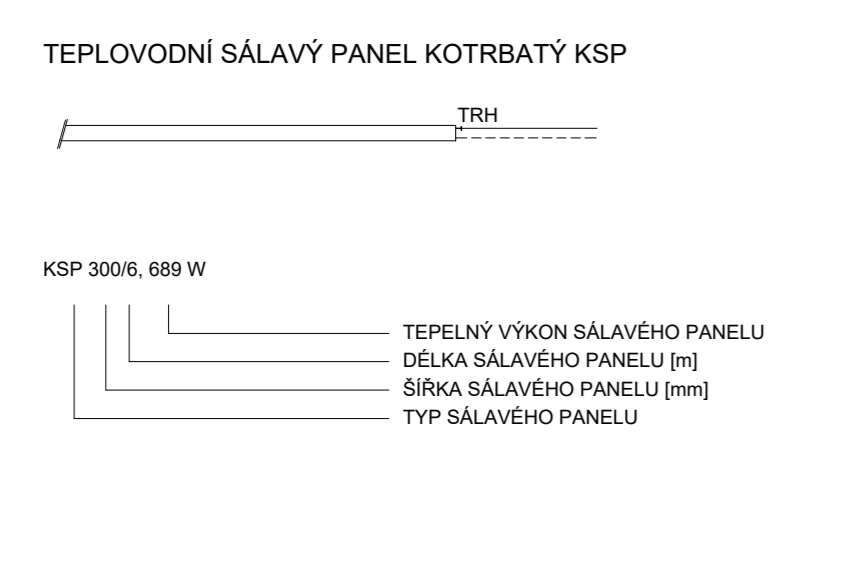 TEPLOVODNÍ SÁLAVÝ PANEL KOTRBATÝ KSP
TRH
KSP 300/6, 689 W
TEPELNÝ VÝKON SÁLAVÉHO PANELU
DÉLKA SÁLAVÉHO PANELU [m]
ŠÍŘKA SÁLAVÉHO PANELU [mm]
TYP SÁLAVÉHO PANELU